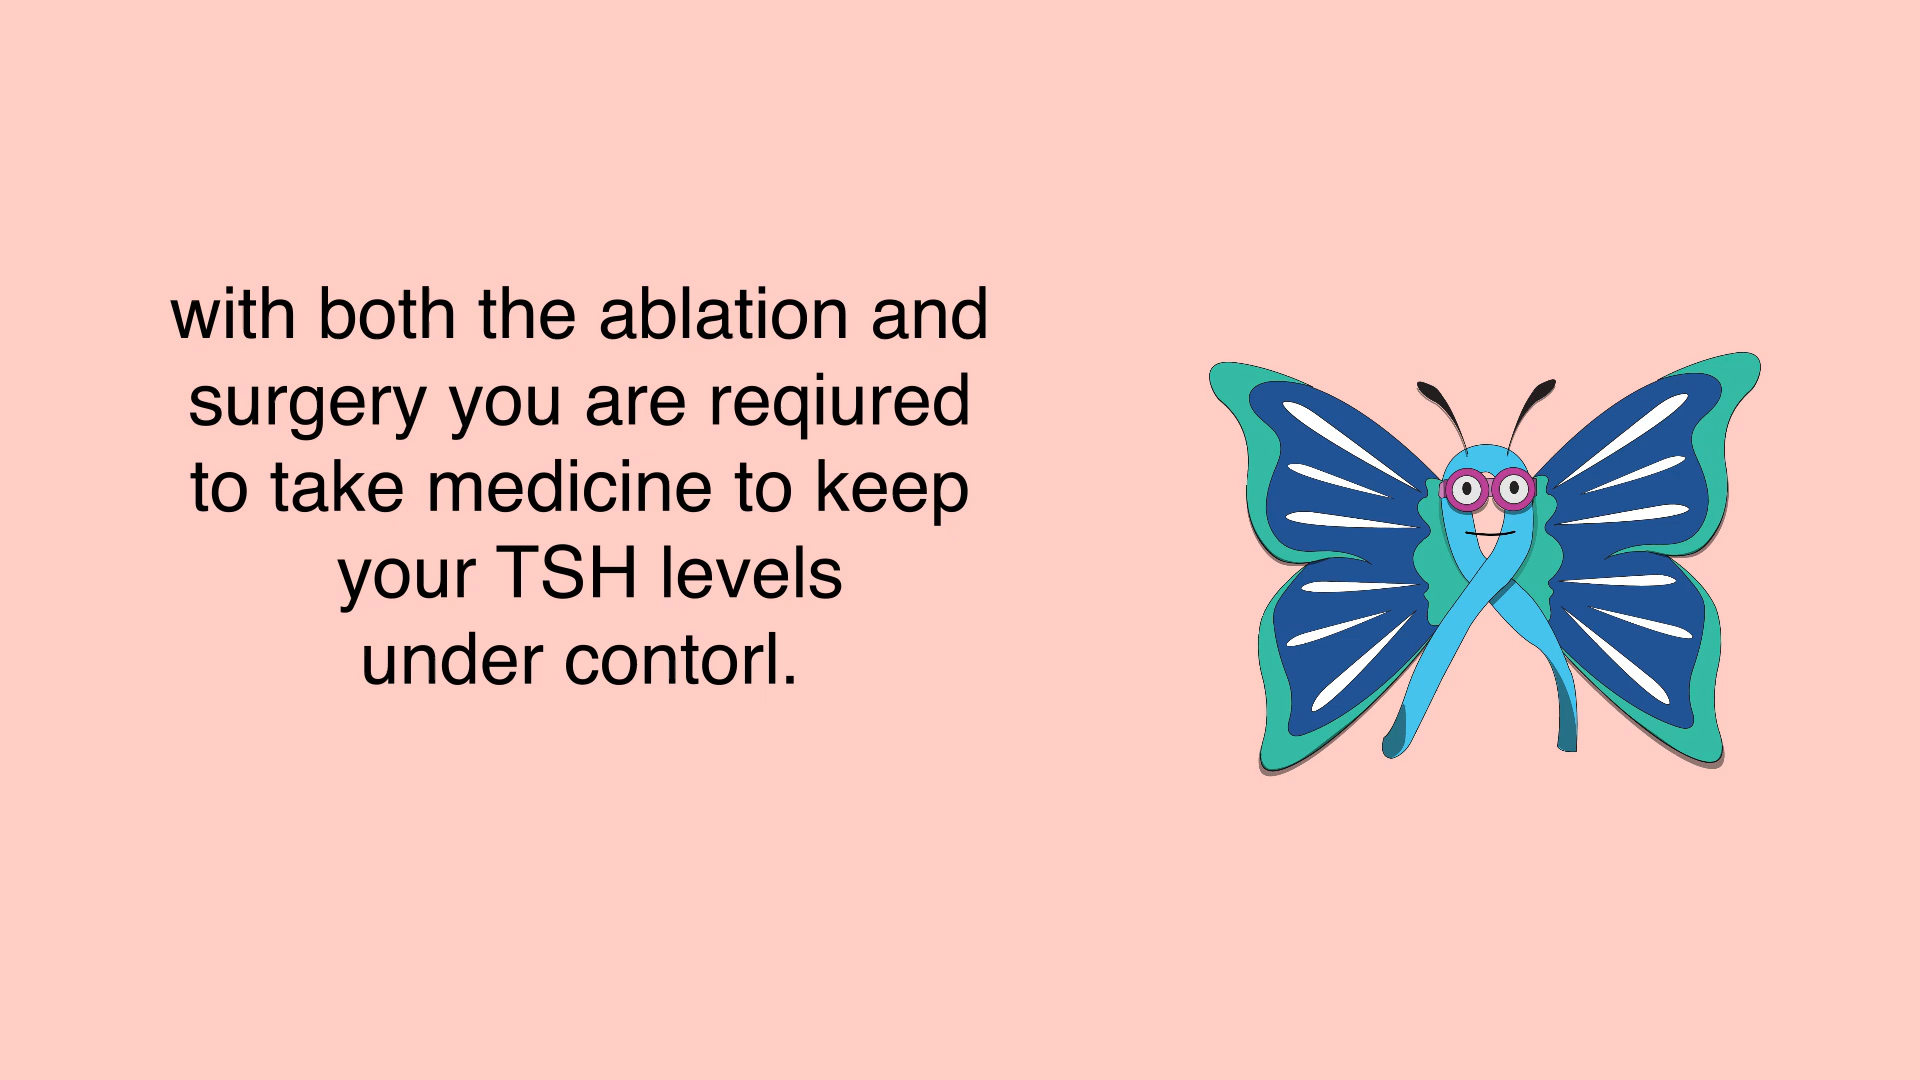 with both the ablation and
surgery you are reqiured
to take medicine to keep
your TSH levels
under contorl.